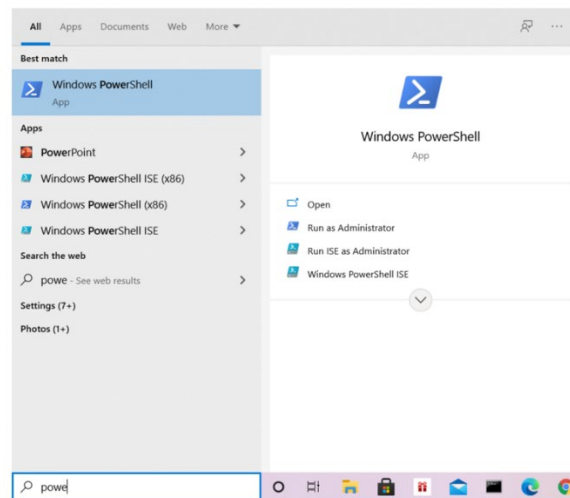 All Apps Documents Web More
Best match
Windows PowerShell
App
Apps
PowerPoint
Windows PowerShell ISE (x86)
Windows PowerShell (x86)
Windows PowerShell ISE
Search the web
powe - See web results
Settings (7+)
Photos (1+)
Windows PowerShell
App
Open
Run as Administrator
Run ISE as Administrator
Windows PowerShell ISE
powe